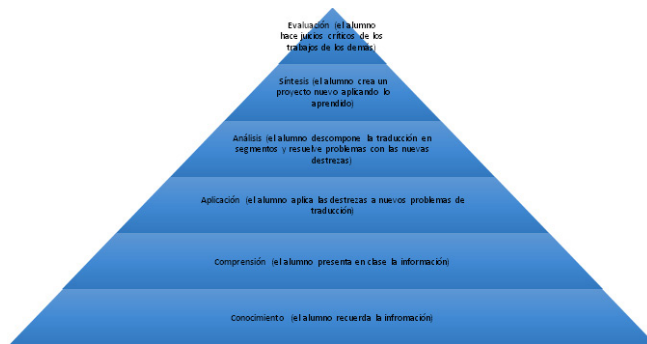 Evaluación (el alumno
hace juicios críticos de los
trabajos de los demás)
Síntesis (el alumno crea un
proyecto nuevo aplicando lo
aprendido)
Análisis (el alumno descompone la traducción en
segmentos y resuelve problemas con las nuevas
destrezas)
Aplicación (el alumno aplica las destrezas a nuevos problemas de
traducción)
Comprensión (el alumno presenta en clase la información)
Conocimiento (el alumno recuerda la infromación)